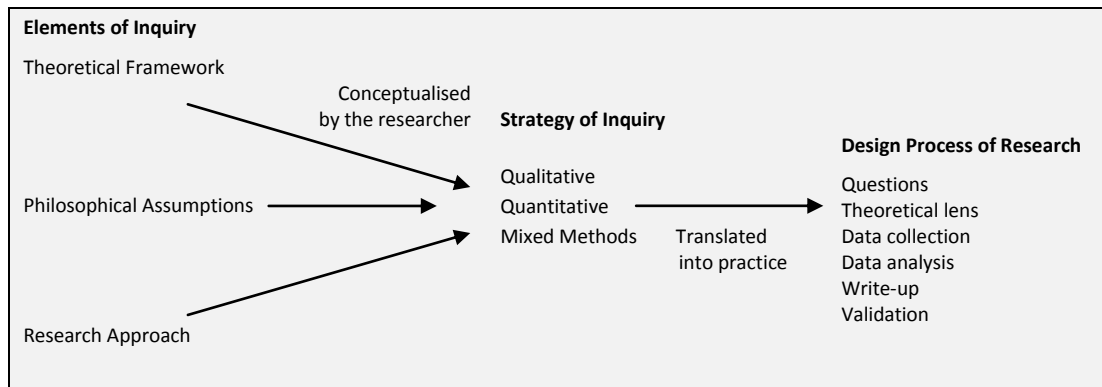 Elements of Inquiry
Theoretical Framework
Conceptualised
by the researcher
Philosophical Assumptions
Research Approach
Strategy of Inquiry
Qualitative
Quantitative
Mixed Methods
Translated
into practice
Design Process of Research
Questions
Theoretical lens
Data collection
Data analysis
Write-up
Validation